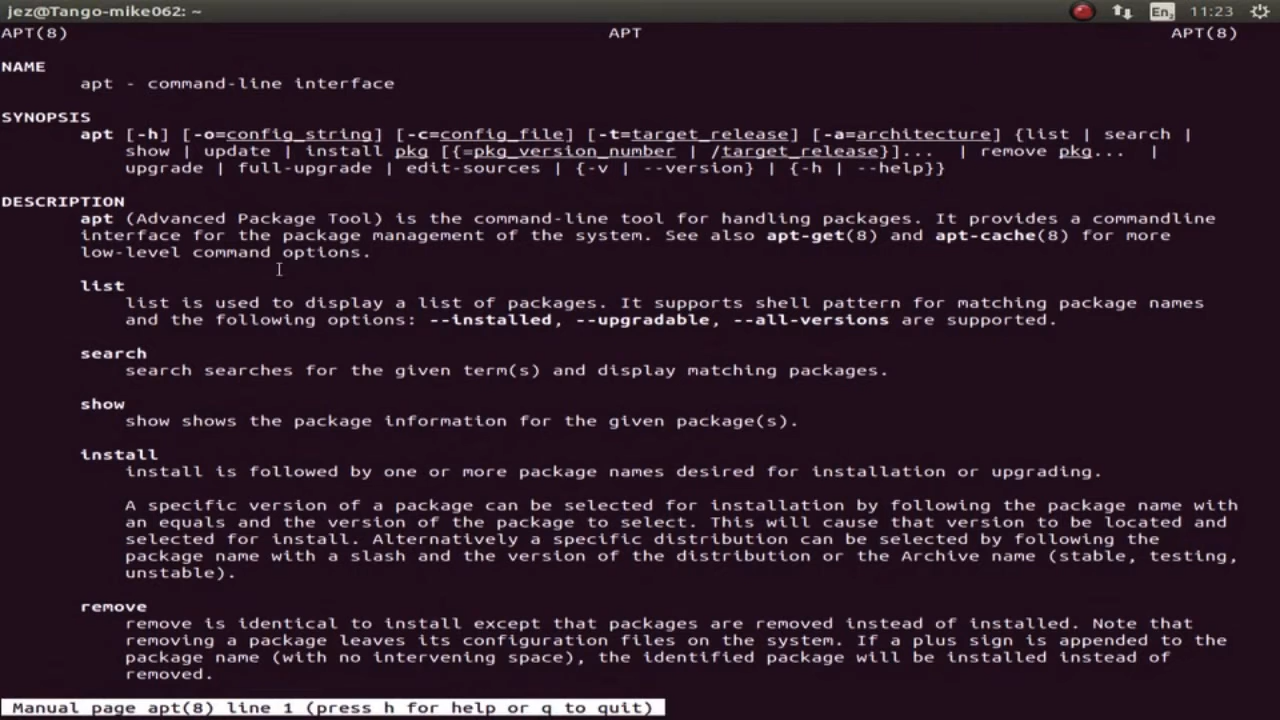 jez@Tango-mike062: ~ En2 11:23
APT(8) APT APT(8)
NAME
apt - command-line interface
SYNOPSIS
apt [-h] [-o=config_string] [-c=config_file] [-t=target_release] [-a=architecture] {list | search |
show | update | install pkg [{=pkg_version_number | /target_release}]... | remove pkg... |
upgrade | full-upgrade | edit-sources | {-v | --version} | {-h | --help}}
DESCRIPTION
apt (Advanced Package Tool) is the command-line tool for handling packages. It provides a commandline
interface for the package management of the system. See also apt-get(8) and apt-cache(8) for more
low-level command options.
list
list is used to display a list of packages. It supports shell pattern for matching package names
and the following options: --installed, --upgradable, --all-versions are supported.
search
search searches for the given term(s) and display matching packages.
show
show shows the package information for the given package(s).
install
install is followed by one or more package names desired for installation or upgrading.
A specific version of a package can be selected for installation by following the package name with
an equals and the version of the package to select. This will cause that version to be located and
selected for install. Alternatively a specific distribution can be selected by following the
package name with a slash and the version of the distribution or the Archive name (stable, testing,
unstable).
remove
remove is identical to install except that packages are removed instead of installed. Note that
removing a package leaves its configuration files on the system. If a plus sign is appended to the
package name (with no intervening space), the identified package will be installed instead of
removed.
Manual page apt(8) line 1 (press h for help or q to quit)